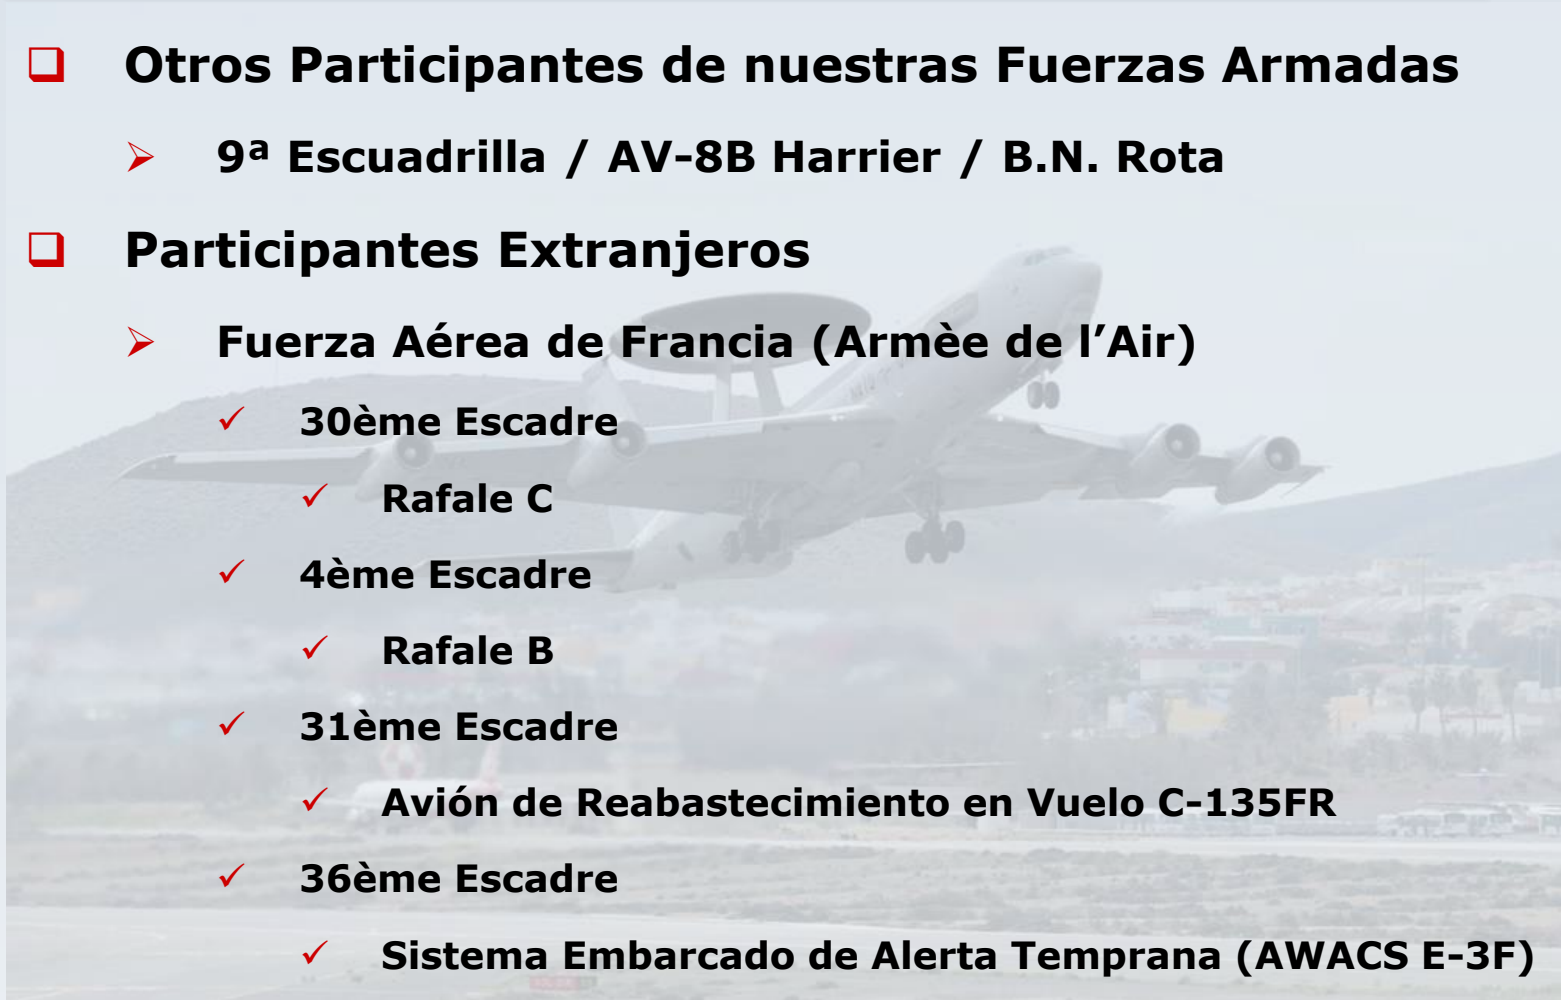 Otros Participantes de nuestras Fuerzas Armadas
9ª Escuadrilla / AV-8B Harrier / B.N. Rota
Participantes Extranjeros
Fuerza Aérea de Francia (Armèe de l’Air)
30ème Escadre
Rafale C
4ème Escadre
Rafale B
31ème Escadre
Avión de Reabastecimiento en Vuelo C-135FR
36ème Escadre
Sistema Embarcado de Alerta Temprana (AWACS E-3F)